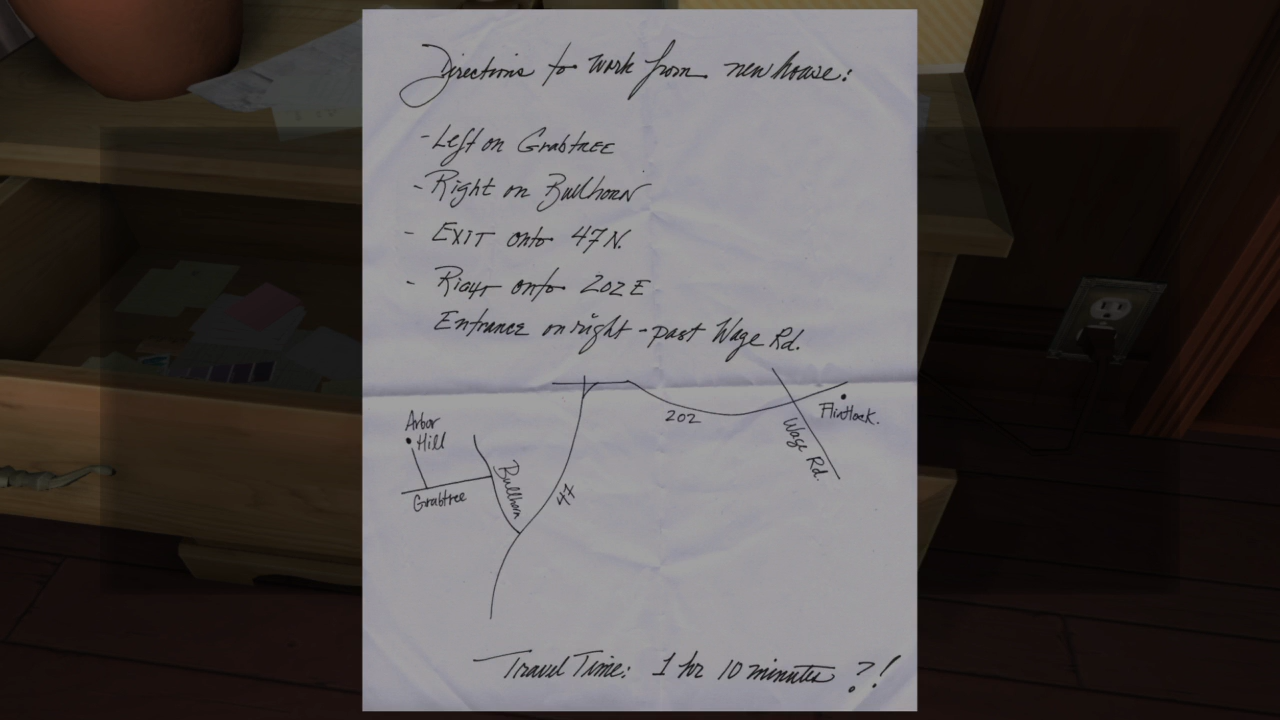 Directions to work from new house:
- Left on Grabtree
- Right on Bullhorn
- Exit onto 47 N.
- Right onto 202 E
Entrance on right - past Wage Rd.
Arbor
Hill
Grabtree
Bullhorn
47
202
Wage Rd.
Flintlock.
Travel Time: 1 hr 10 minutes ?!